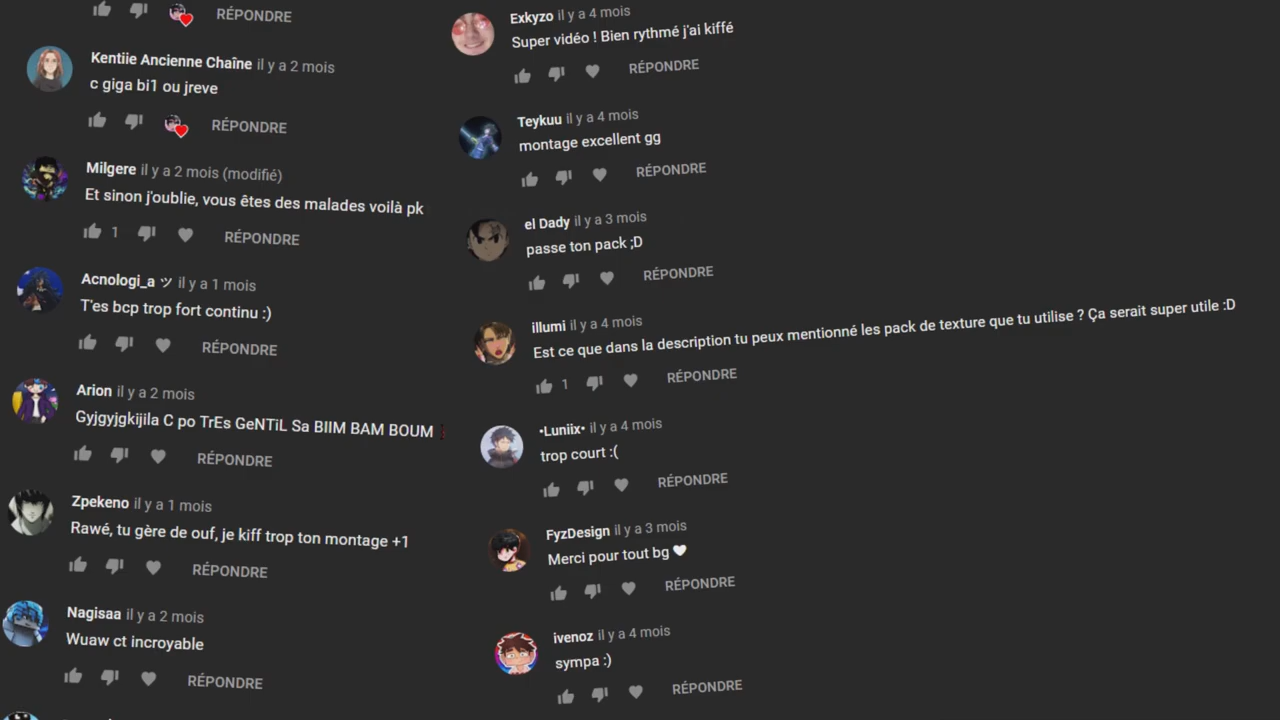 RÉPONDRE
Kentiie Ancienne Chaîne il y a 2 mois
c giga bi1 ou jreve
RÉPONDRE
Milgere il y a 2 mois (modifié)
Et sinon j'oublie, vous êtes des malades voilà pk
1 RÉPONDRE
Acnologi_a ツ il y a 1 mois
T'es bcp trop fort continu :)
RÉPONDRE
Arion il y a 2 mois
Gyjgyjgkijila C po TrEs GeNTiL Sa BIIM BAM BOUM
RÉPONDRE
Zpekeno il y a 1 mois
Rawé, tu gère de ouf, je kiff trop ton montage +1
RÉPONDRE
Nagisaa il y a 2 mois
Wuaw ct incroyable
RÉPONDRE
Exkyzo il y a 4 mois
Super vidéo ! Bien rythmé j'ai kiffé
RÉPONDRE
Teykuu il y a 4 mois
montage excellent gg
RÉPONDRE
el Dady il y a 3 mois
passe ton pack ;D
RÉPONDRE
illumi il y a 4 mois
Est ce que dans la description tu peux mentionné les pack de texture que tu utilise ? Ça serait super utile :D
1 RÉPONDRE
•Luniix• il y a 4 mois
trop court :(
RÉPONDRE
FyzDesign il y a 3 mois
Merci pour tout bg 🤍
RÉPONDRE
ivenoz il y a 4 mois
sympa :)
RÉPONDRE